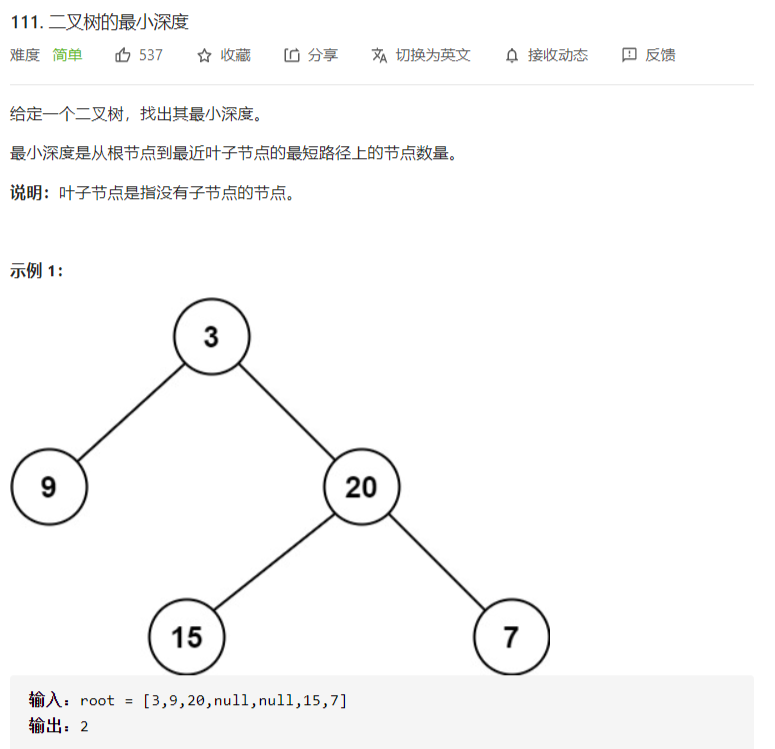 111. 二叉树的最小深度
难度 简单 537 收藏 分享 切换为英文 接收动态 反馈
给定一个二叉树，找出其最小深度。
最小深度是从根节点到最近叶子节点的最短路径上的节点数量。
说明：叶子节点是指没有子节点的节点。
示例 1：
3
9 20
15 7
输入：root = [3,9,20,null,null,15,7]
输出：2